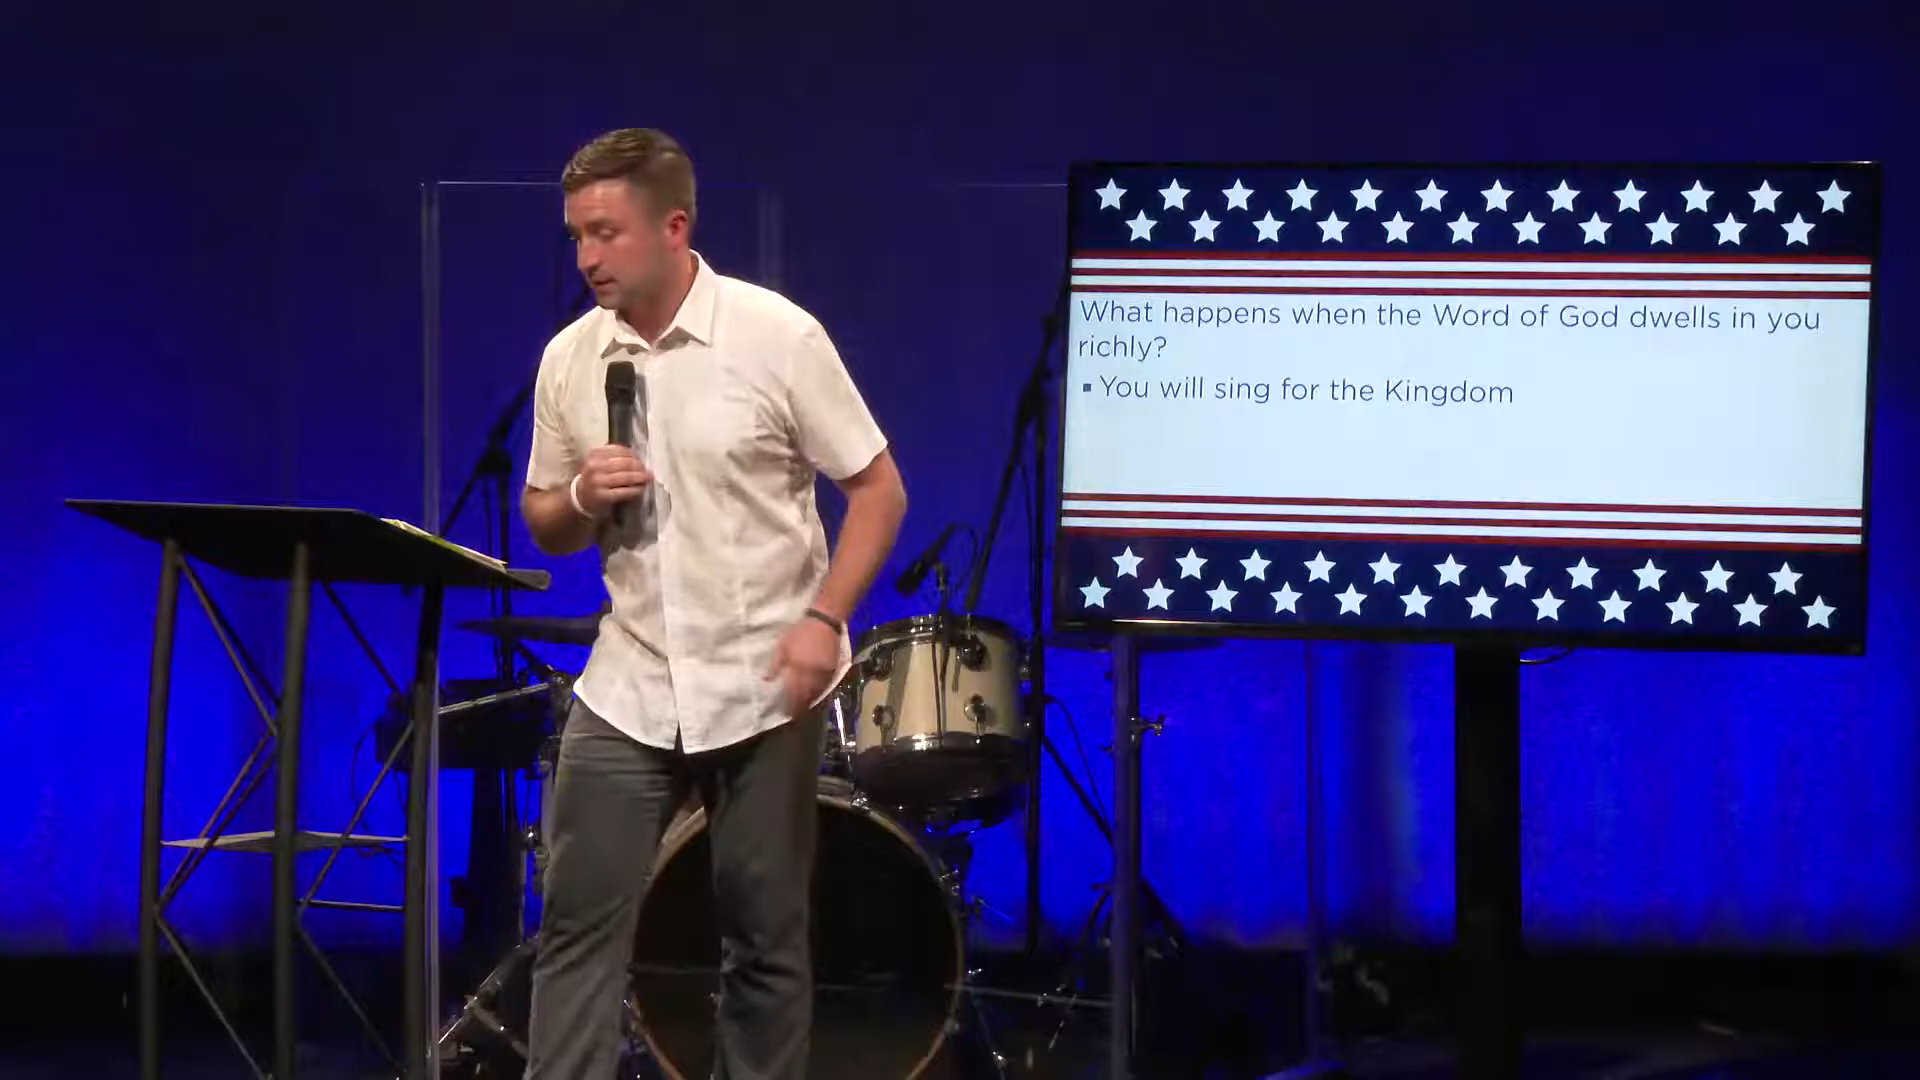 What happens when the Word of God dwells in you
richly?
▪ You will sing for the Kingdom